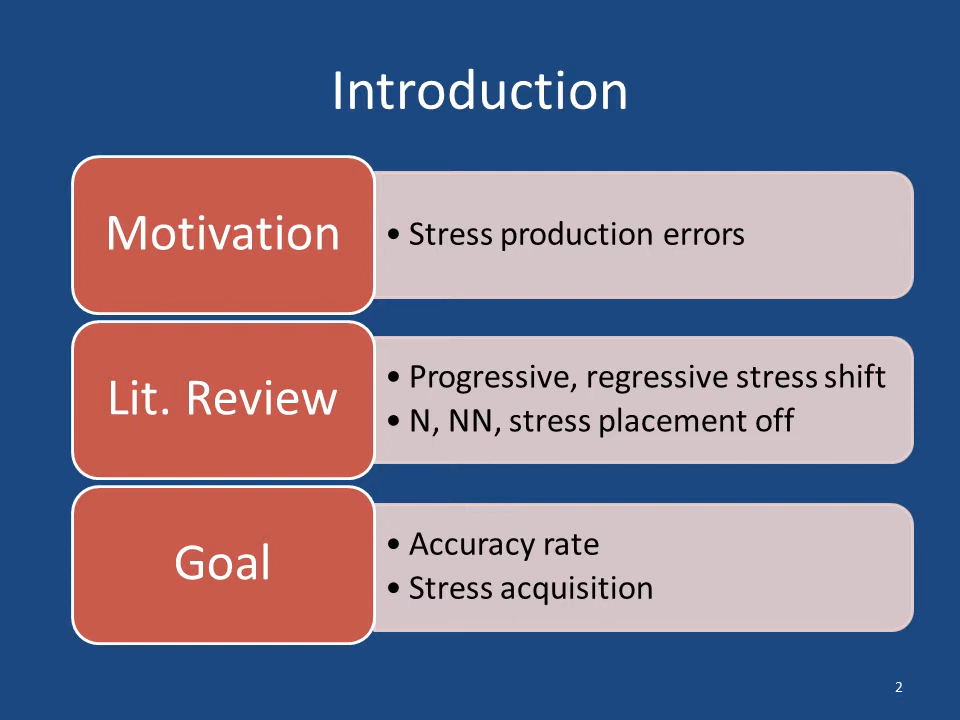 Introduction
Motivation
• Stress production errors
Lit. Review
• Progressive, regressive stress shift
• N, NN, stress placement off
Goal
• Accuracy rate
• Stress acquisition
2